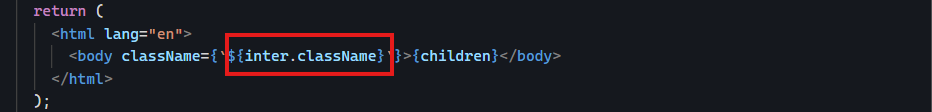 return (
<html lang="en">
<body className={`${inter.className}`}>{children}</body>
</html>
);